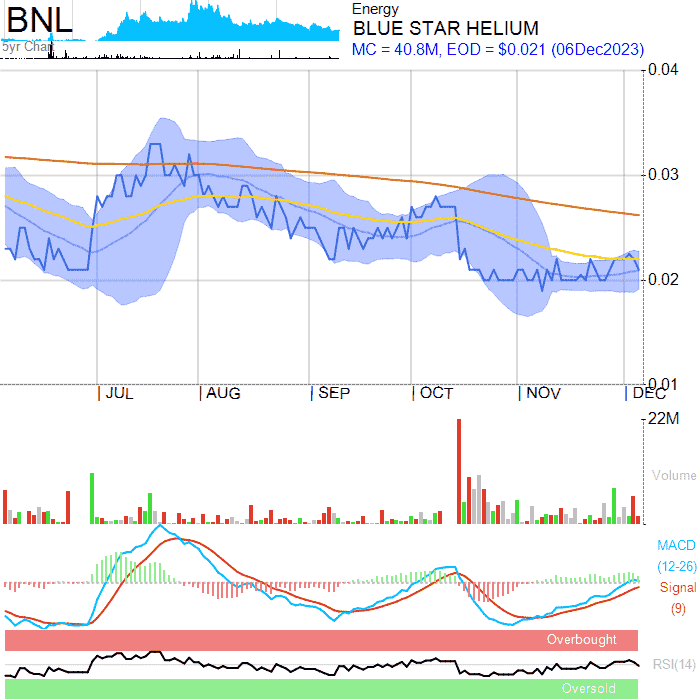 BNL
5yr Chart
Energy
BLUE STAR HELIUM
MC = 40.8M, EOD = $0.021 (06Dec2023)
0.04
0.03
0.02
0.01
JUL AUG SEP OCT NOV DEC
22M
Volume
MACD
(12-26)
Signal
(9)
Overbought
RSI(14)
Oversold